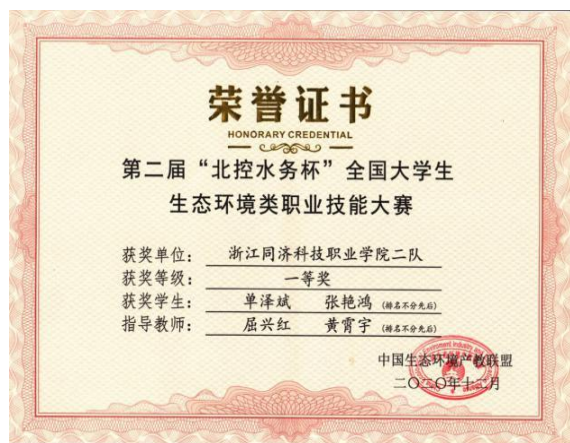 荣誉证书
HONORARY CREDENTIAL
第二届“北控水务杯”全国大学生
生态环境类职业技能大赛
获奖单位：浙江同济科技职业学院二队
获奖等级：一等奖
获奖学生：单泽斌 张艳鸿（排名不分先后）
指导教师：屈兴红 黄霄宇（排名不分先后）
中国生态环境产教联盟
二〇二〇年十二月